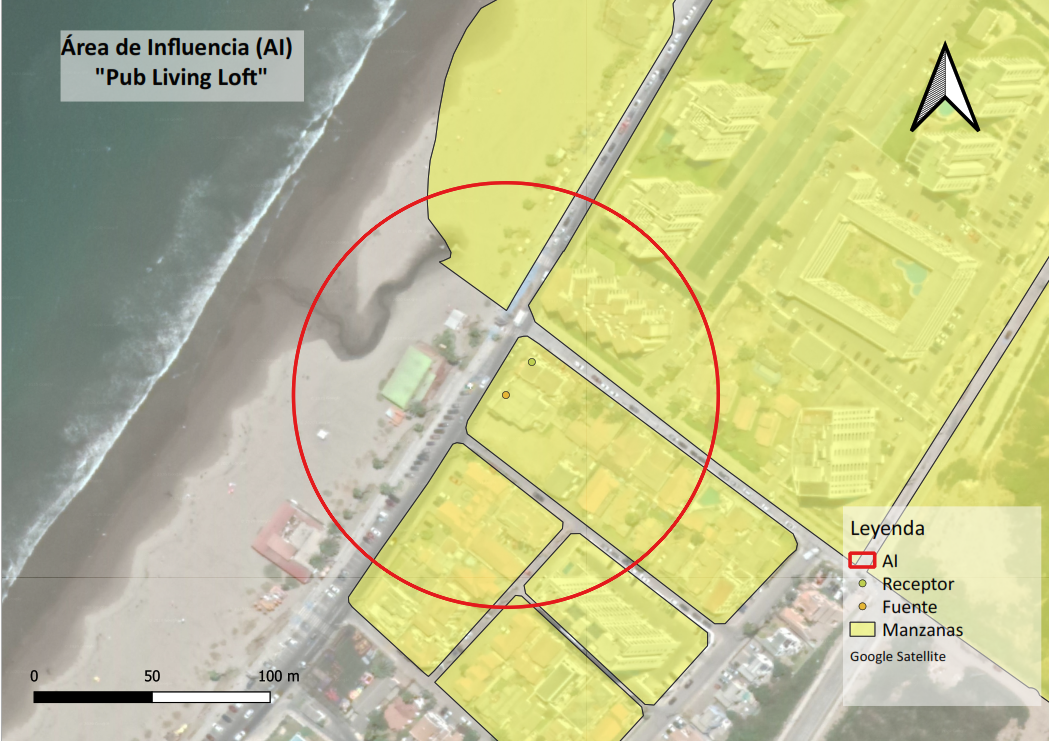 Área de Influencia (AI)
"Pub Living Loft"
Leyenda
AI
Receptor
Fuente
Manzanas
Google Satellite
0 50 100 m